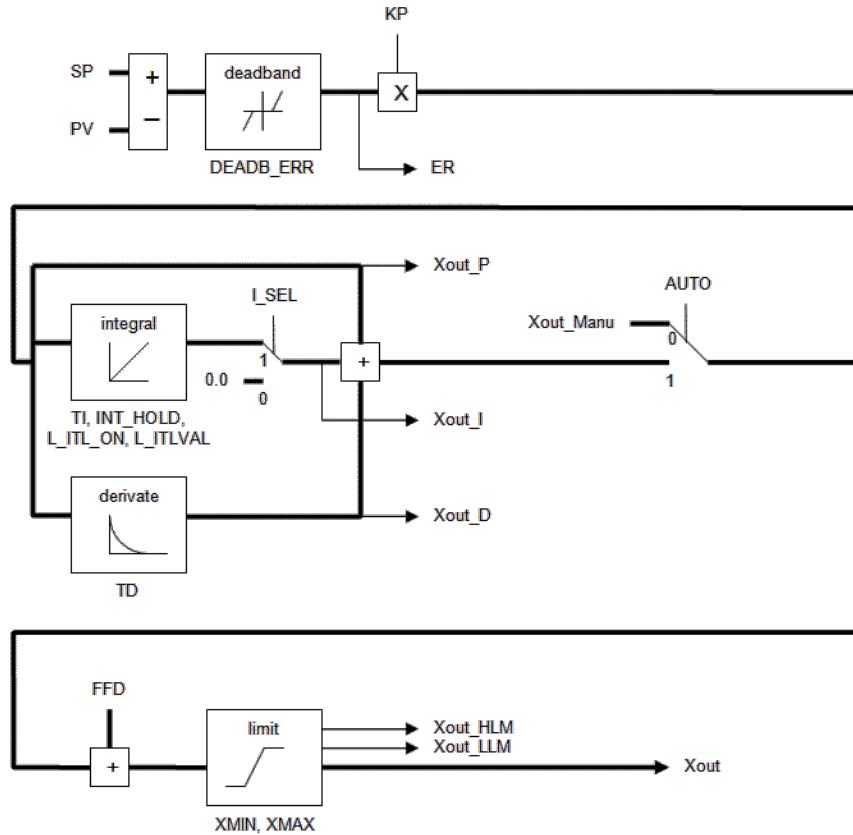 KP
SP
+
deadband
X
PV
−
DEADB_ERR
ER
Xout_P
I_SEL
AUTO
integral
Xout_Manu
0
1
+
0.0
0
1
TI, INT_HOLD,
L_ITL_ON, L_ITLVAL
Xout_I
derivate
Xout_D
TD
FFD
limit
Xout_HLM
Xout_LLM
+
Xout
XMIN, XMAX